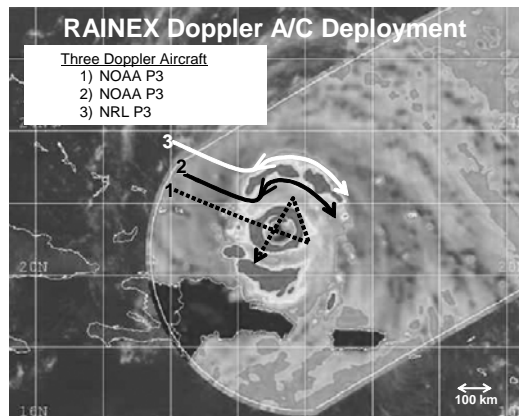 RAINEX Doppler A/C Deployment
Three Doppler Aircraft
1) NOAA P3
2) NOAA P3
3) NRL P3
3
2
1
20N
16N
100 km